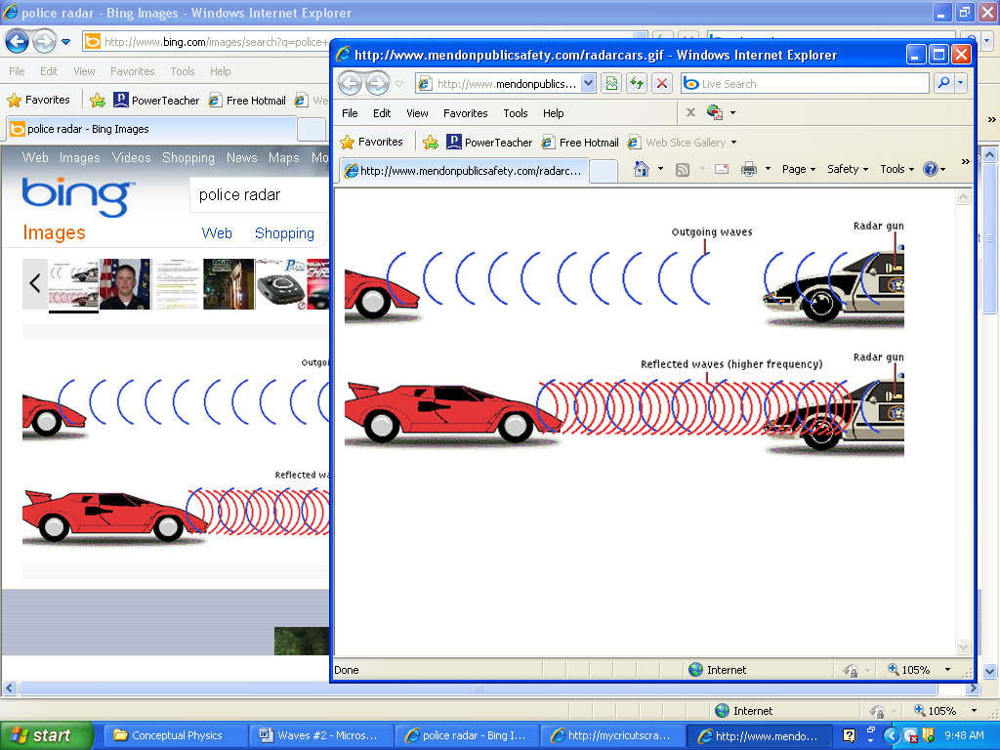 police radar - Bing Images - Windows Internet Explorer
http://www.bing.com/images/search?q=police+
File Edit View Favorites Tools Help
Favorites PowerTeacher Free Hotmail We
police radar - Bing Images
Web Images Videos Shopping News Maps Mo
bing
police radar
Images
Web Shopping
Outgoi
Reflected wa
http://www.mendonpublicsafety.com/radarcars.gif - Windows Internet Explorer
http://www.mendonpublics...
Live Search
File Edit View Favorites Tools Help
Favorites PowerTeacher Free Hotmail Web Slice Gallery
http://www.mendonpublicsafety.com/radarc...
Page Safety Tools
Outgoing waves
Radar gun
Reflected waves (higher frequency)
Radar gun
Done Internet 105%
Internet 105%
start Conceptual Physics Waves #2 - Micros... police radar - Bing I... http://mycricutscra... http://www.mendo... 9:48 AM